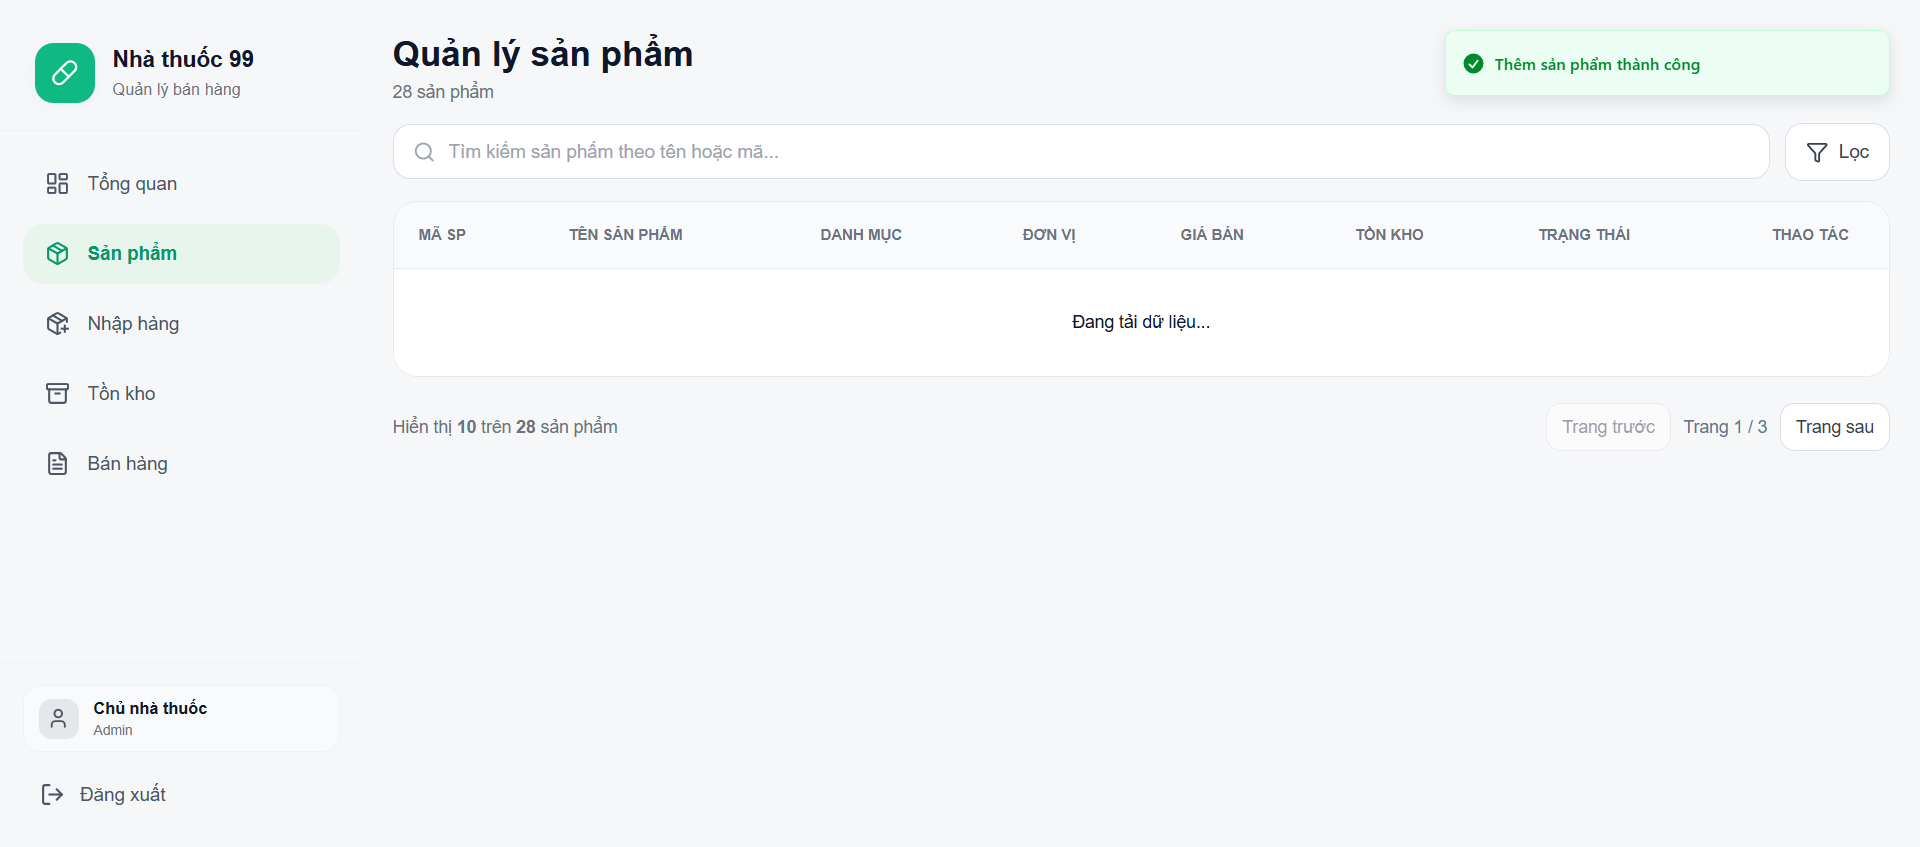 Nhà thuốc 99
Quản lý bán hàng
Tổng quan
Sản phẩm
Nhập hàng
Tồn kho
Bán hàng
Chủ nhà thuốc
Admin
Đăng xuất
Quản lý sản phẩm
28 sản phẩm
Thêm sản phẩm thành công
Tìm kiếm sản phẩm theo tên hoặc mã...
Lọc
MÃ SP TÊN SẢN PHẨM DANH MỤC ĐƠN VỊ GIÁ BÁN TỒN KHO TRẠNG THÁI THAO TÁC
Đang tải dữ liệu...
Hiển thị 10 trên 28 sản phẩm
Trang trước Trang 1 / 3 Trang sau